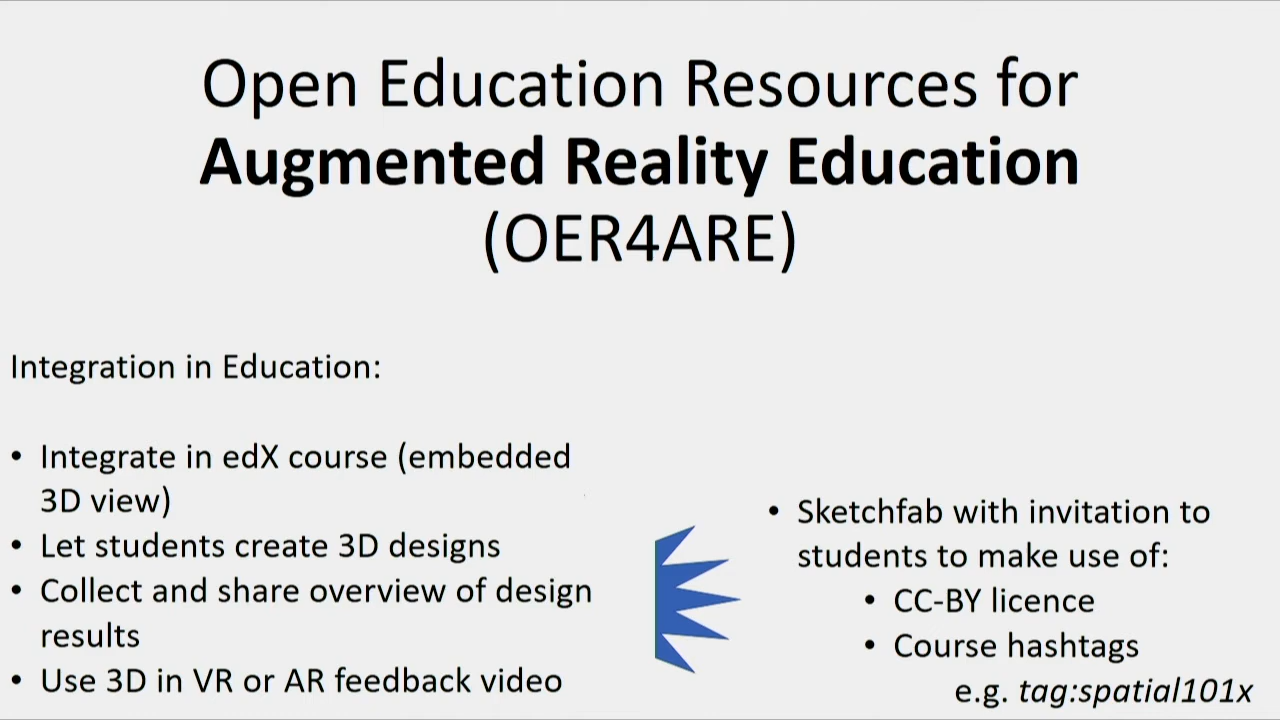 Open Education Resources for
Augmented Reality Education
(OER4ARE)
Integration in Education:
• Integrate in edX course (embedded
3D view)
• Let students create 3D designs
• Collect and share overview of design
results
• Use 3D in VR or AR feedback video
• Sketchfab with invitation to
students to make use of:
• CC-BY licence
• Course hashtags
e.g. tag:spatial101x